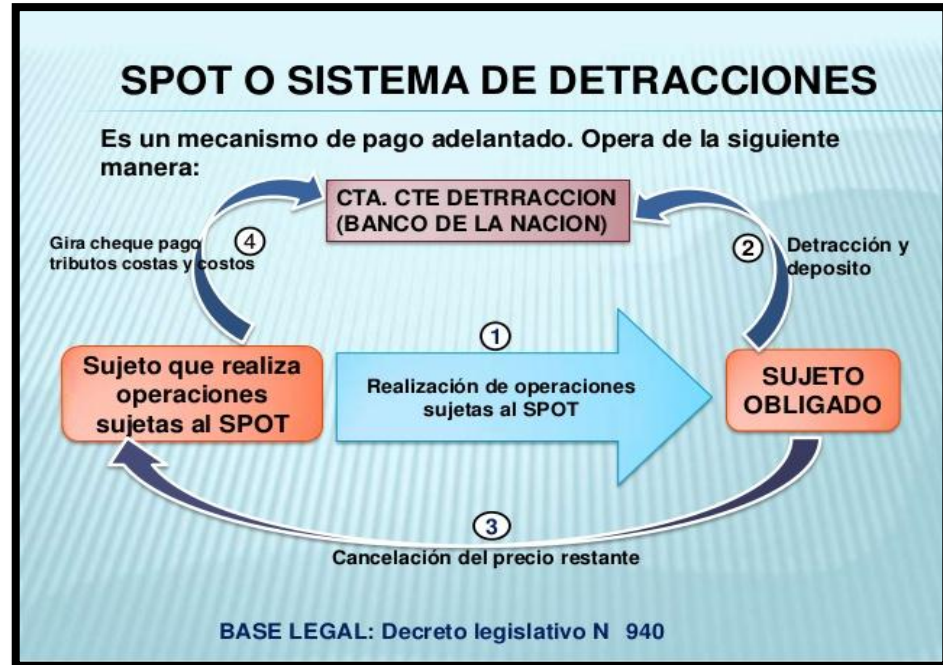 SPOT O SISTEMA DE DETRACCIONES
Es un mecanismo de pago adelantado. Opera de la siguiente
manera:
CTA. CTE DETRRACCION
(BANCO DE LA NACION)
Gira cheque pago
tributos costas y costos
4
2
Detracción y
deposito
1
Sujeto que realiza
operaciones
sujetas al SPOT
Realización de operaciones
sujetas al SPOT
SUJETO
OBLIGADO
3
Cancelación del precio restante
BASE LEGAL: Decreto legislativo N 940